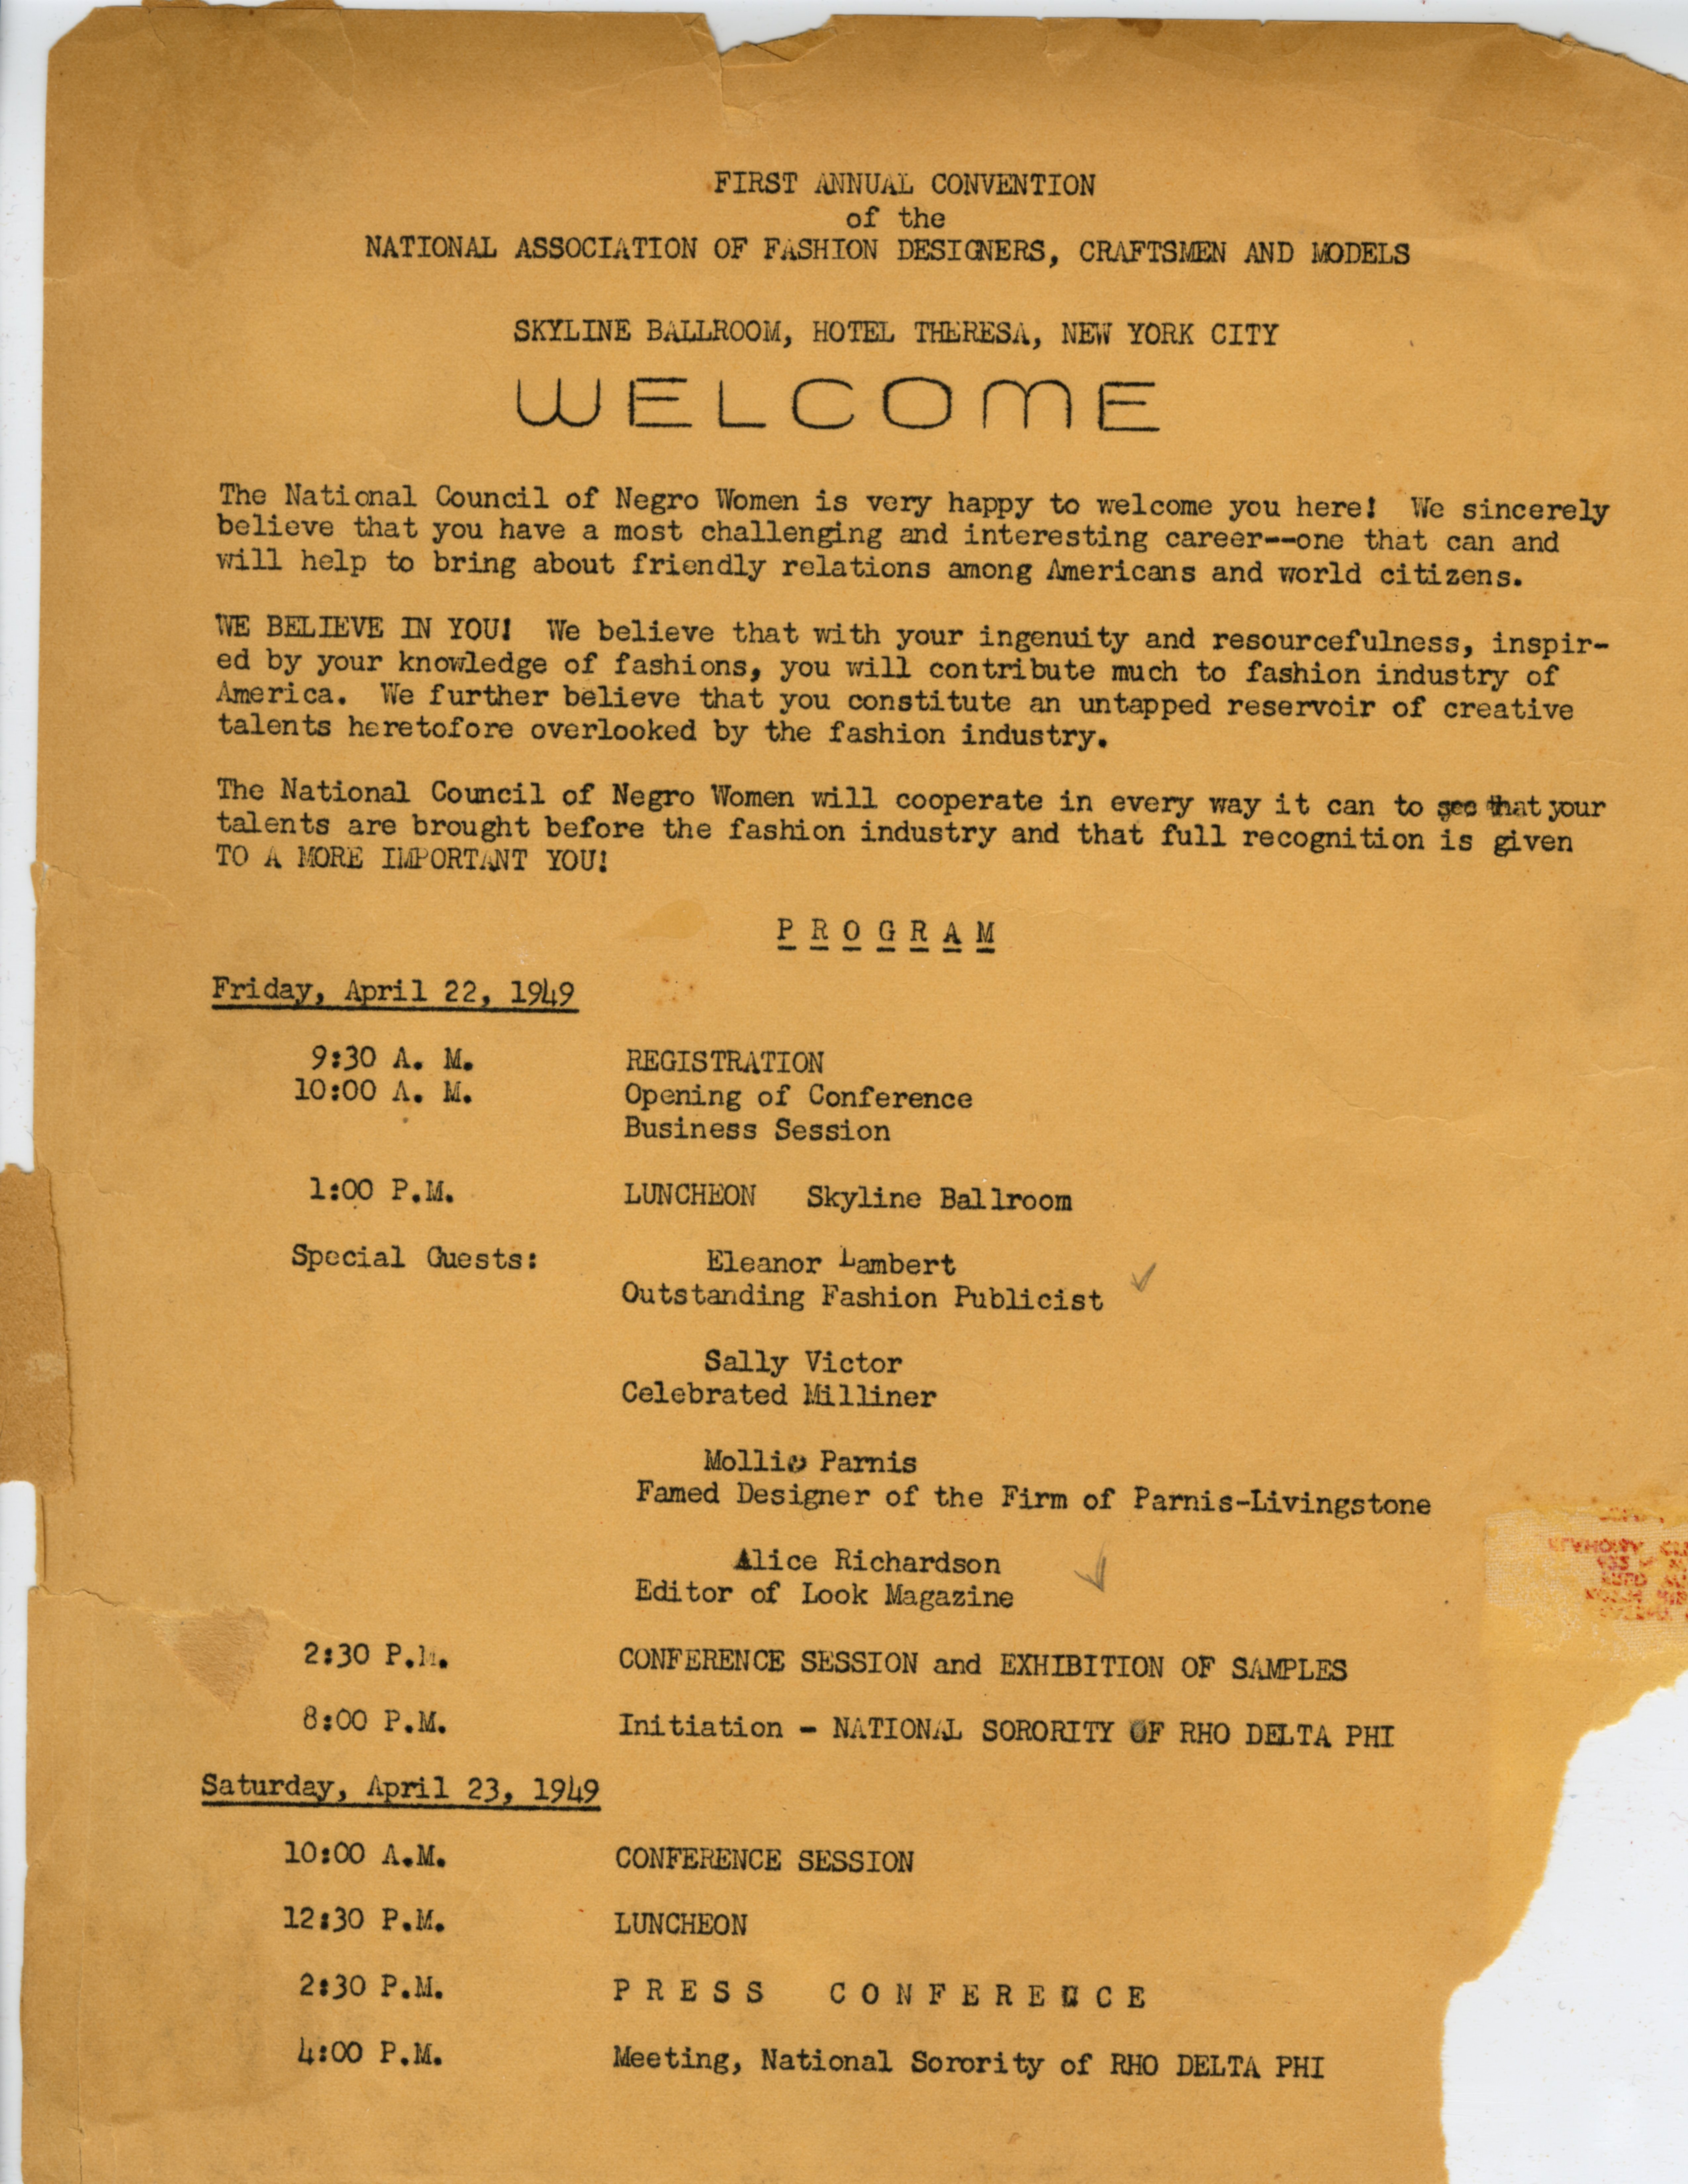 FIRST ANNUAL CONVENTION
of the
NATIONAL ASSOCIATION OF FASHION DESIGNERS, CRAFTSMEN AND MODELS
SKYLINE BALLROOM, HOTEL THERESA, NEW YORK CITY
WELCOME
The National Council of Negro Women is very happy to welcome you here! We sincerely
believe that you have a most challenging and interesting career--one that can and
will help to bring about friendly relations among Americans and world citizens.
WE BELIEVE IN YOU! We believe that with your ingenuity and resourcefulness, inspir-
ed by your knowledge of fashions, you will contribute much to fashion industry of
America. We further believe that you constitute an untapped reservoir of creative
talents heretofore overlooked by the fashion industry.
The National Council of Negro Women will cooperate in every way it can to see that your
talents are brought before the fashion industry and that full recognition is given
TO A MORE IMPORTANT YOU!
P R O G R A M
Friday, April 22, 1949
9:30 A. M. REGISTRATION
10:00 A. M. Opening of Conference
Business Session
1:00 P.M. LUNCHEON Skyline Ballroom
Special Guests: Eleanor Lambert
Outstanding Fashion Publicist
Sally Victor
Celebrated Milliner
Mollie Parnis
Famed Designer of the Firm of Parnis-Livingstone
Alice Richardson
Editor of Look Magazine
2:30 P.M. CONFERENCE SESSION and EXHIBITION OF SAMPLES
8:00 P.M. Initiation - NATIONAL SORORITY OF RHO DELTA PHI
Saturday, April 23, 1949
10:00 A.M. CONFERENCE SESSION
12:30 P.M. LUNCHEON
2:30 P.M. P R E S S C O N F E R E N C E
4:00 P.M. Meeting, National Sorority of RHO DELTA PHI